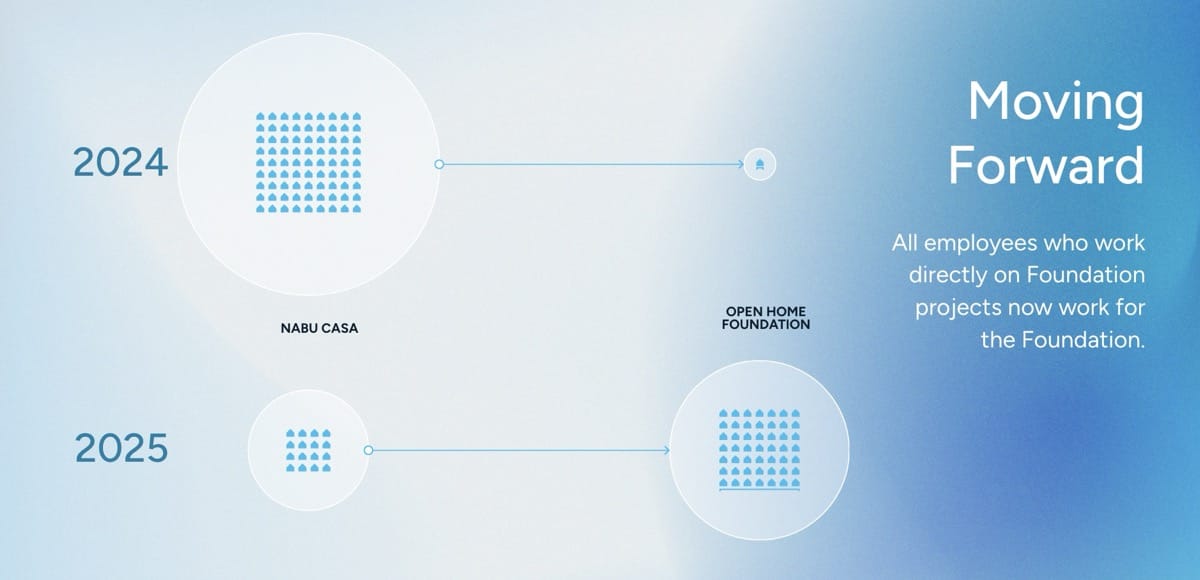 Moving
Forward
All employees who work
directly on Foundation
projects now work for
the Foundation.
2024
NABU CASA
OPEN HOME
FOUNDATION
2025